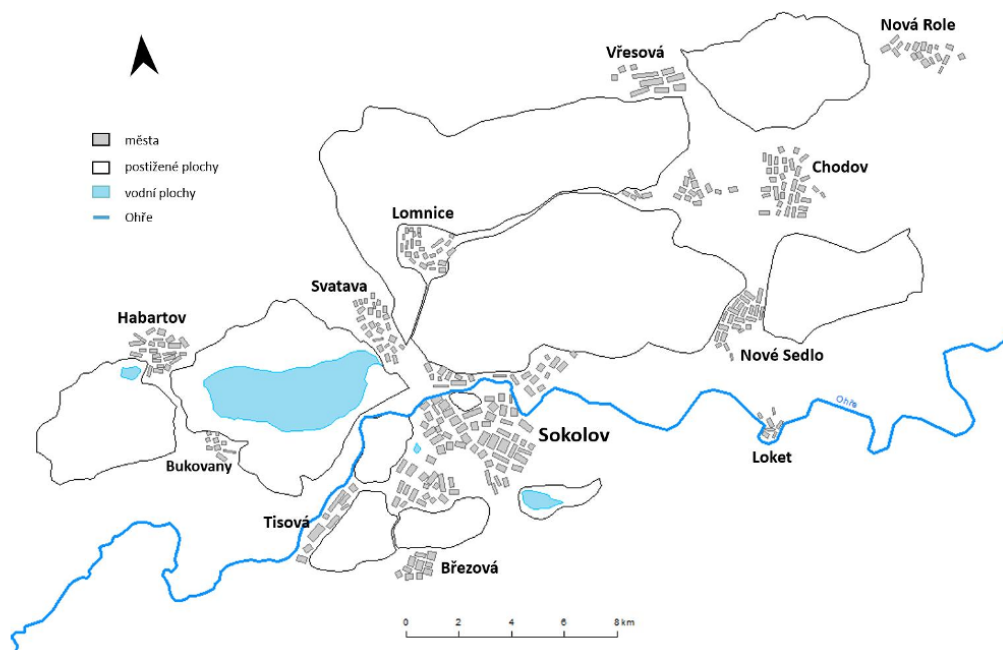 Nová Role
Vřesová
města
postižené plochy
vodní plochy
Ohře
Chodov
Lomnice
Svatava
Habartov
Nové Sedlo
Ohře
Sokolov
Loket
Bukovany
Tisová
Březová
0 2 4 6 8 km